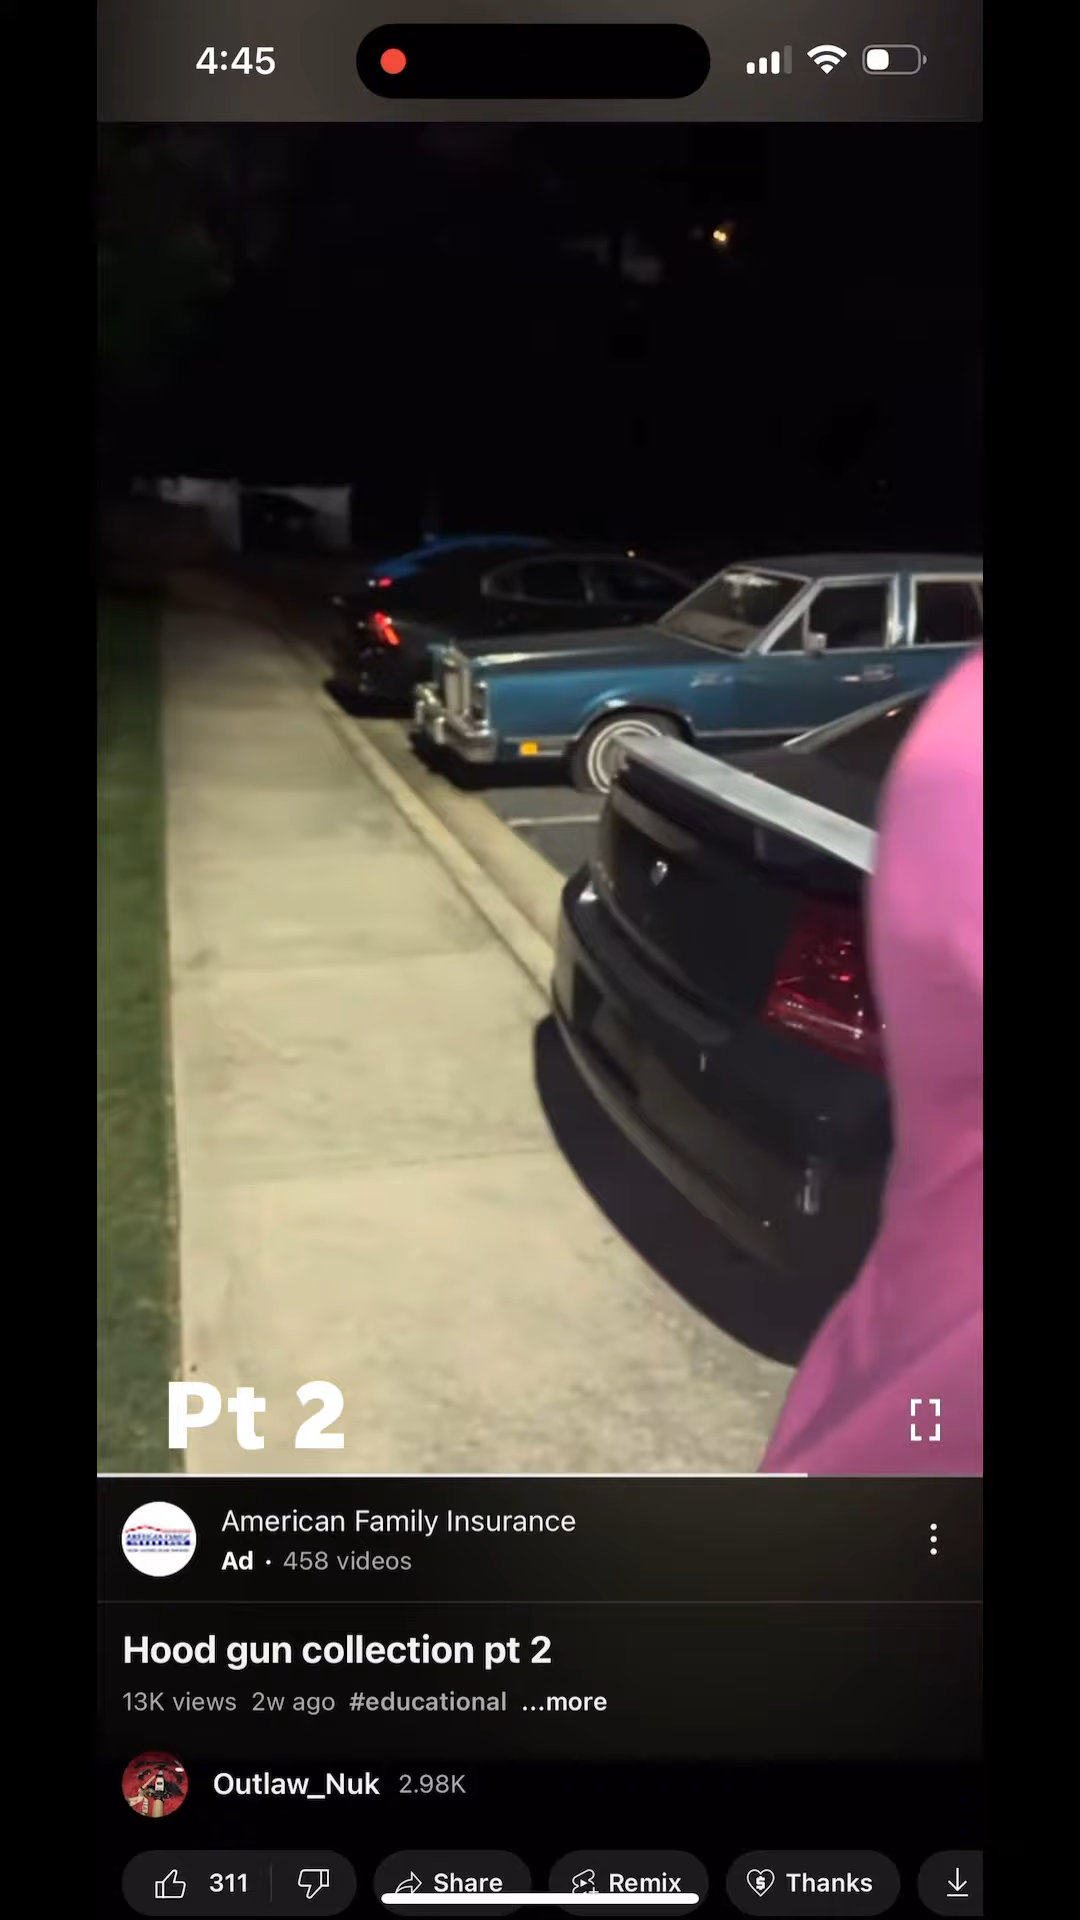 4:45
Pt 2
American Family Insurance
Ad · 458 videos
Hood gun collection pt 2
13K views 2w ago #educational ...more
Outlaw_Nuk 2.98K
311 Share Remix Thanks